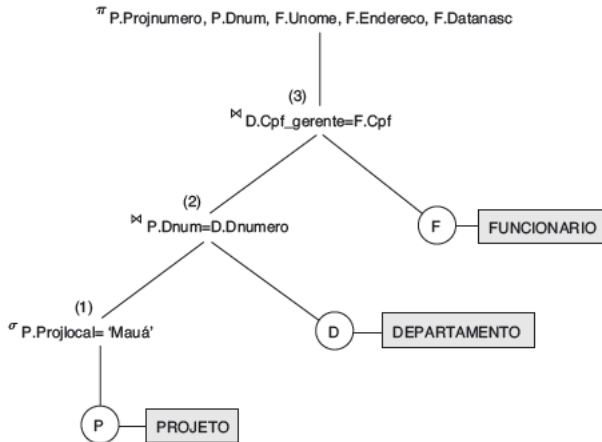 π P.Projnumero, P.Dnum, F.Unome, F.Endereco, F.Datanasc
(3)
⋈ D.Cpf_gerente=F.Cpf
(2)
⋈ P.Dnum=D.Dnumero
F
FUNCIONARIO
(1)
σ P.Projlocal= ‘Mauá’
D
DEPARTAMENTO
P
PROJETO